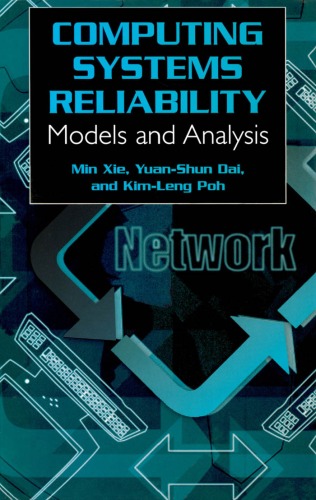 COMPUTING
SYSTEMS
RELIABILITY
Models and Analysis
Min Xie, Yuan-Shun Dai,
and Kim-Leng Poh
Network